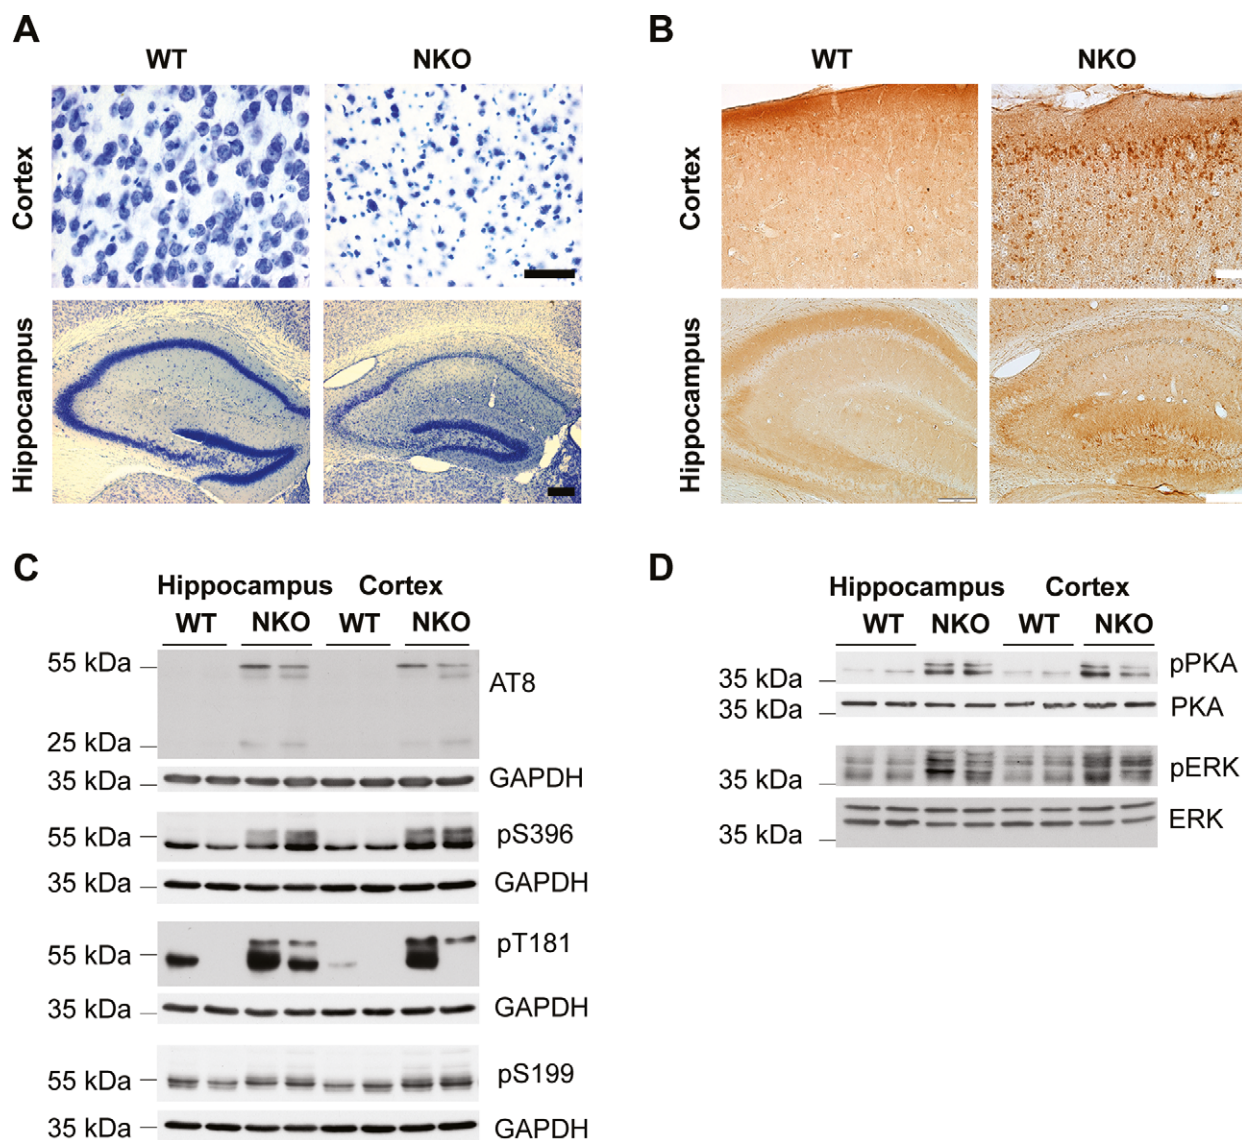 A
WT
NKO
Cortex
Hippocampus
B
WT
NKO
Cortex
Hippocampus
C
Hippocampus Cortex
WT NKO WT NKO
55 kDa
AT8
25 kDa
35 kDa
GAPDH
55 kDa
pS396
35 kDa
GAPDH
55 kDa
pT181
35 kDa
GAPDH
55 kDa
pS199
35 kDa
GAPDH
D
Hippocampus Cortex
WT NKO WT NKO
35 kDa
pPKA
35 kDa
PKA
35 kDa
pERK
35 kDa
ERK